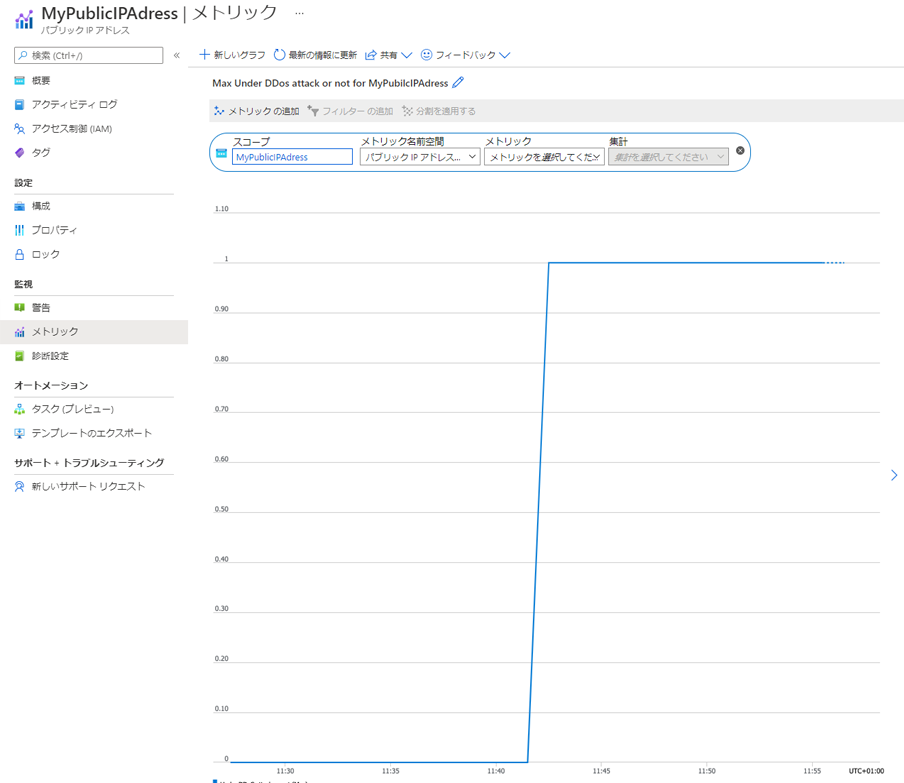 MyPublicIPAdress | メトリック ...
パブリック IP アドレス
検索 (Ctrl+/)
«
概要
アクティビティ ログ
アクセス制御 (IAM)
タグ
設定
構成
プロパティ
ロック
監視
警告
メトリック
診断設定
オートメーション
タスク (プレビュー)
テンプレートのエクスポート
サポート + トラブルシューティング
新しいサポート リクエスト
新しいグラフ 最新の情報に更新 共有 フィードバック
Max Under DDos attack or not for MyPubilcIPAdress
メトリック の追加 フィルター の追加 分割を適用する
スコープ メトリック名前空間 メトリック 集計
MyPublicIPAdress パブリック IP アドレス... メトリックを選択してくだ... 集計を選択してください
1.10
1
0.90
0.80
0.70
0.60
0.50
0.40
0.30
0.20
0.10
0
11:30 11:35 11:40 11:45 11:50 11:55 UTC+01:00